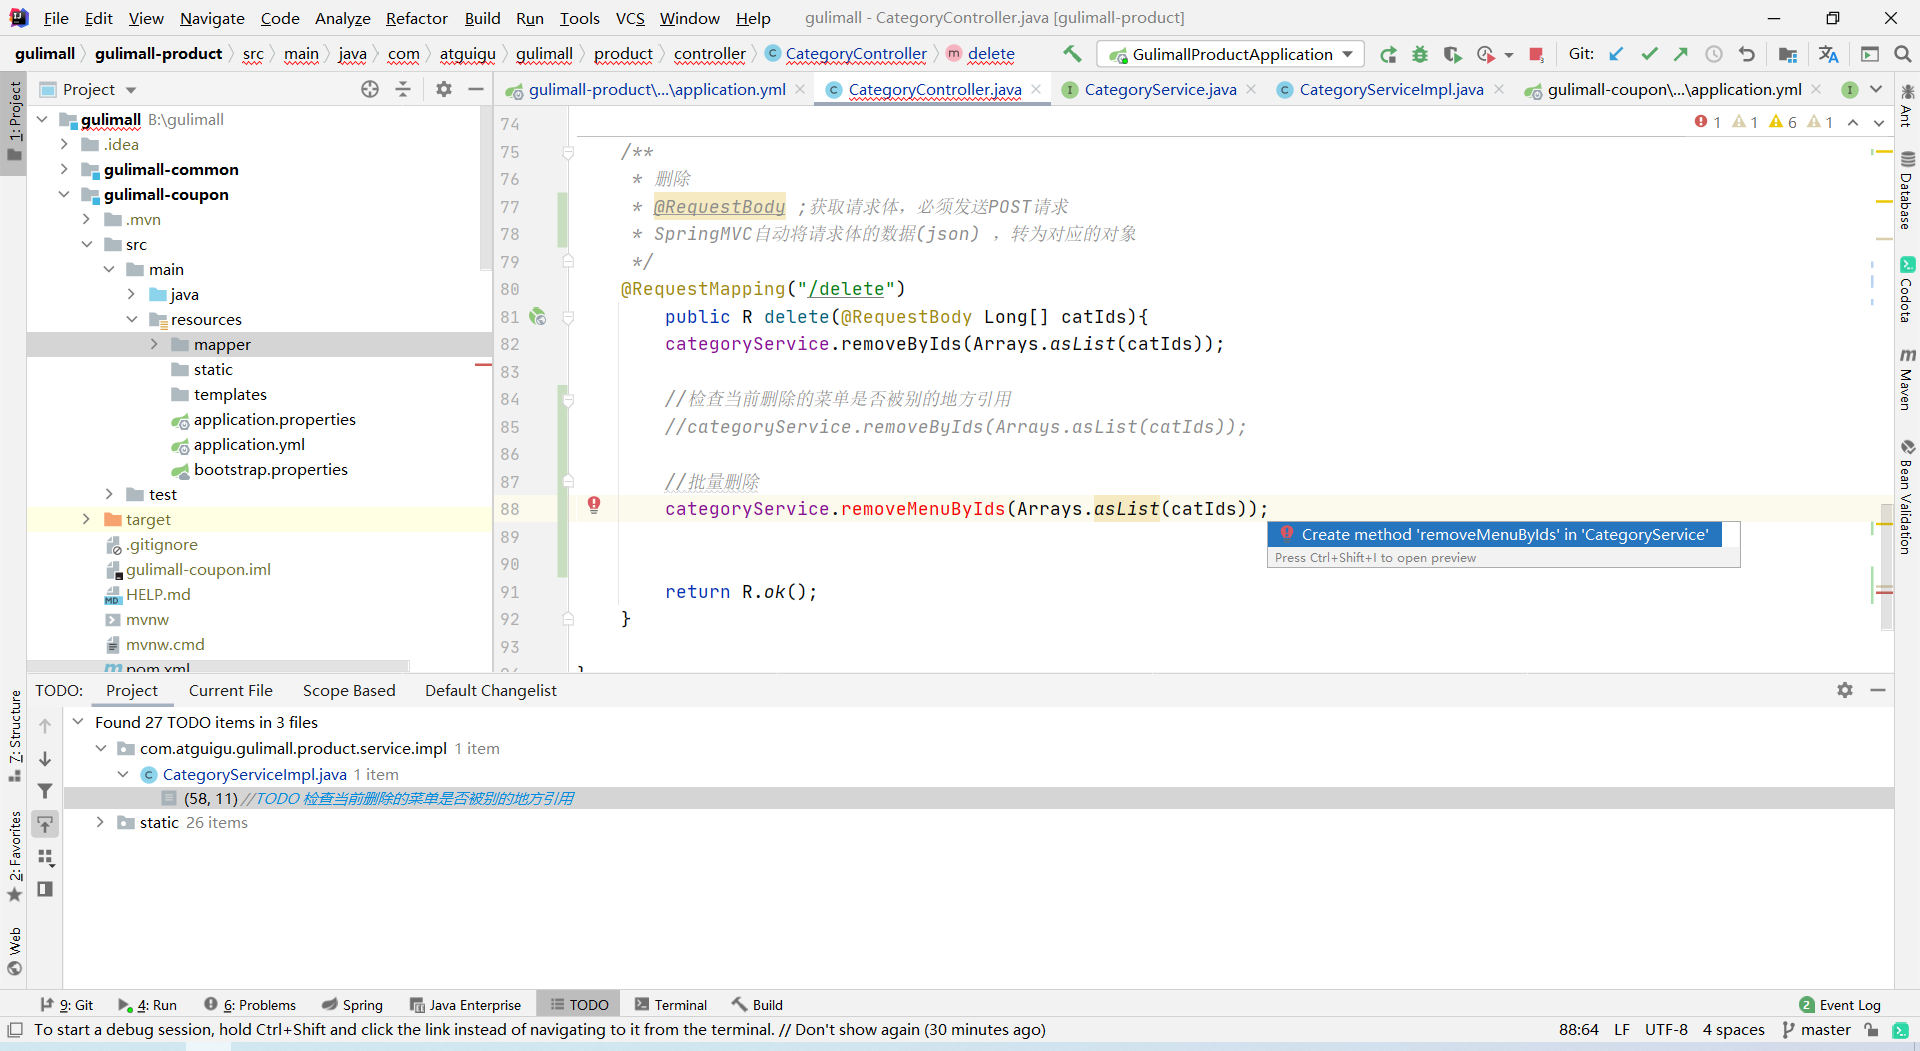 File Edit View Navigate Code Analyze Refactor Build Run Tools VCS Window Help gulimall - CategoryController.java [gulimall-product]
gulimall gulimall-product src main java com atguigu gulimall product controller CategoryController delete GulimallProductApplication Git:
Project gulimall-product\...\application.yml CategoryController.java CategoryService.java CategoryServiceImpl.java gulimall-coupon\...\application.yml
1: Project
7: Structure
2: Favorites
Web
gulimall B:\gulimall
.idea
gulimall-common
gulimall-coupon
.mvn
src
main
java
resources
mapper
static
templates
application.properties
application.yml
bootstrap.properties
test
target
.gitignore
gulimall-coupon.iml
HELP.md
mvnw
mvnw.cmd
pom.xml
1 1 6 1
74
75 /**
76 * 删除
77 * @RequestBody ;获取请求体，必须发送POST请求
78 * SpringMVC自动将请求体的数据(json) ，转为对应的对象
79 */
80 @RequestMapping("/delete")
81 public R delete(@RequestBody Long[] catIds){
82 categoryService.removeByIds(Arrays.asList(catIds));
83
84 //检查当前删除的菜单是否被别的地方引用
85 //categoryService.removeByIds(Arrays.asList(catIds));
86
87 //批量删除
88 categoryService.removeMenuByIds(Arrays.asList(catIds));
89
90
91 return R.ok();
92 }
93
Create method 'removeMenuByIds' in 'CategoryService'
Press Ctrl+Shift+I to open preview
Ant
Database
Codota
Maven
Bean Validation
TODO: Project Current File Scope Based Default Changelist
Found 27 TODO items in 3 files
com.atguigu.gulimall.product.service.impl 1 item
CategoryServiceImpl.java 1 item
(58, 11) //TODO 检查当前删除的菜单是否被别的地方引用
static 26 items
9: Git 4: Run 6: Problems Spring Java Enterprise TODO Terminal Build 2 Event Log
To start a debug session, hold Ctrl+Shift and click the link instead of navigating to it from the terminal. // Don't show again (30 minutes ago) 88:64 LF UTF-8 4 spaces master